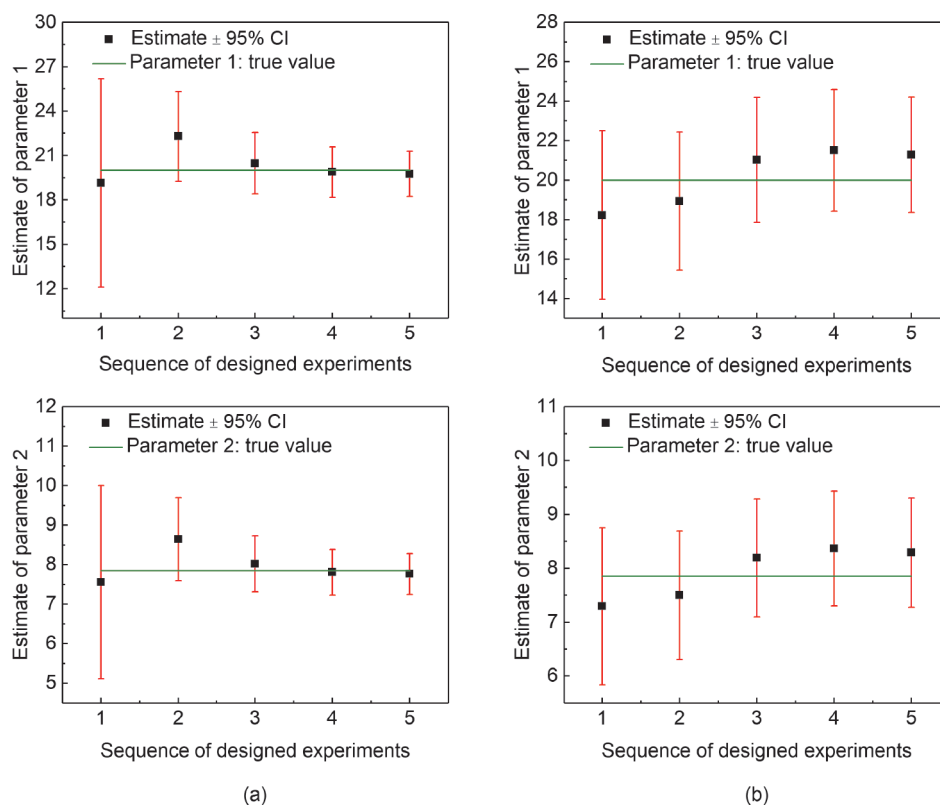 30
27
24
21
18
15
12
Estimate of parameter 1
Estimate ± 95% CI
Parameter 1: true value
1 2 3 4 5
Sequence of designed experiments
28
26
24
22
20
18
16
14
Estimate of parameter 1
Estimate ± 95% CI
Parameter 1: true value
1 2 3 4 5
Sequence of designed experiments
12
11
10
9
8
7
6
5
Estimate of parameter 2
Estimate ± 95% CI
Parameter 2: true value
1 2 3 4 5
Sequence of designed experiments
(a)
11
10
9
8
7
6
Estimate of parameter 2
Estimate ± 95% CI
Parameter 2: true value
1 2 3 4 5
Sequence of designed experiments
(b)